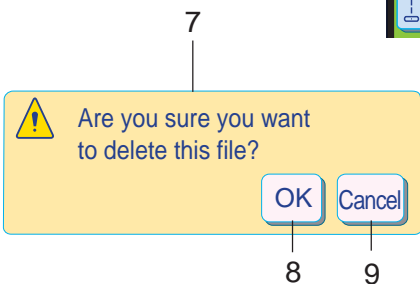 7
Are you sure you want
to delete this file?
OK Cancel
8 9